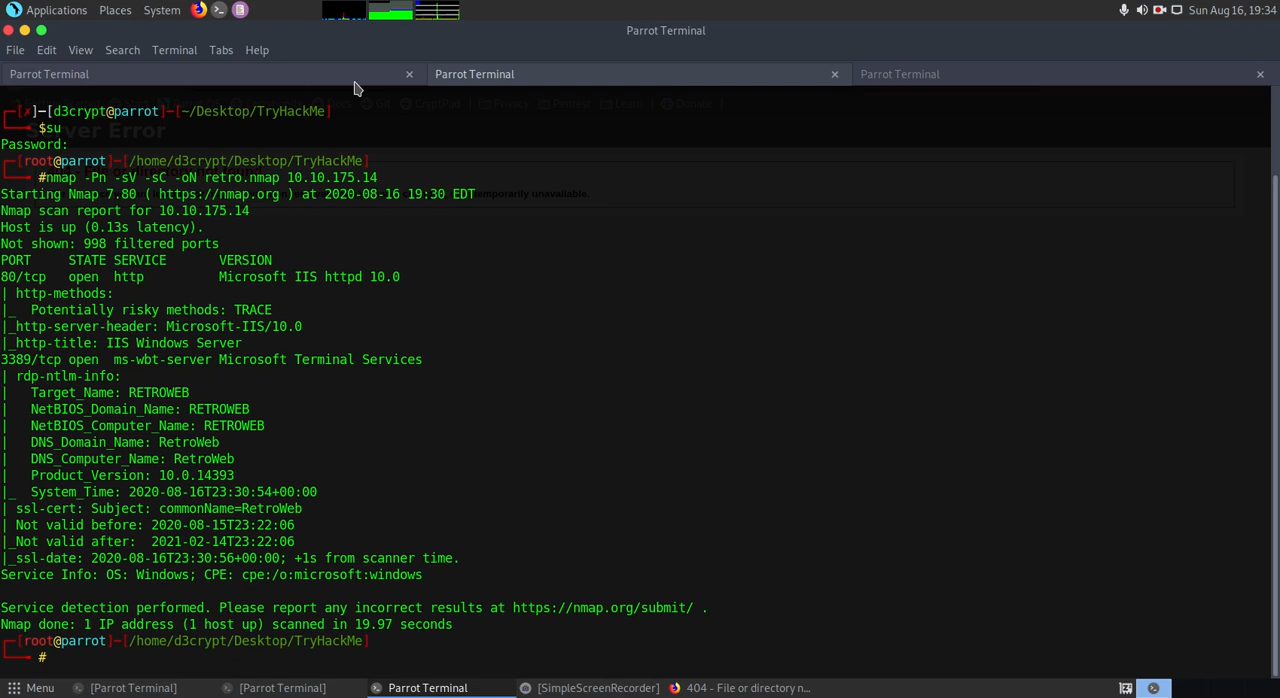 Applications Places System Sun Aug 16, 19:34
Parrot Terminal
File Edit View Search Terminal Tabs Help
Parrot Terminal × Parrot Terminal × Parrot Terminal ×
Docs Git CryptPad Privacy Pentest Learn Donate
┌─[✗]─[d3crypt@parrot]─[~/Desktop/TryHackMe]
└──╼ $su
Server Error
Password:
┌─[root@parrot]─[/home/d3crypt/Desktop/TryHackMe]
└──╼ #nmap -Pn -sV -sC -oN retro.nmap 10.10.175.14
Starting Nmap 7.80 ( https://nmap.org ) at 2020-08-16 19:30 EDT
temporarily unavailable.
Nmap scan report for 10.10.175.14
Host is up (0.13s latency).
Not shown: 998 filtered ports
PORT     STATE SERVICE       VERSION
80/tcp   open  http          Microsoft IIS httpd 10.0
| http-methods:
|_  Potentially risky methods: TRACE
|_http-server-header: Microsoft-IIS/10.0
|_http-title: IIS Windows Server
3389/tcp open  ms-wbt-server Microsoft Terminal Services
| rdp-ntlm-info:
|   Target_Name: RETROWEB
|   NetBIOS_Domain_Name: RETROWEB
|   NetBIOS_Computer_Name: RETROWEB
|   DNS_Domain_Name: RetroWeb
|   DNS_Computer_Name: RetroWeb
|   Product_Version: 10.0.14393
|_  System_Time: 2020-08-16T23:30:54+00:00
| ssl-cert: Subject: commonName=RetroWeb
| Not valid before: 2020-08-15T23:22:06
|_Not valid after:  2021-02-14T23:22:06
|_ssl-date: 2020-08-16T23:30:56+00:00; +1s from scanner time.
Service Info: OS: Windows; CPE: cpe:/o:microsoft:windows
Service detection performed. Please report any incorrect results at https://nmap.org/submit/ .
Nmap done: 1 IP address (1 host up) scanned in 19.97 seconds
┌─[root@parrot]─[/home/d3crypt/Desktop/TryHackMe]
└──╼ #
Menu [Parrot Terminal] [Parrot Terminal] Parrot Terminal [SimpleScreenRecorder] 404 - File or directory n...